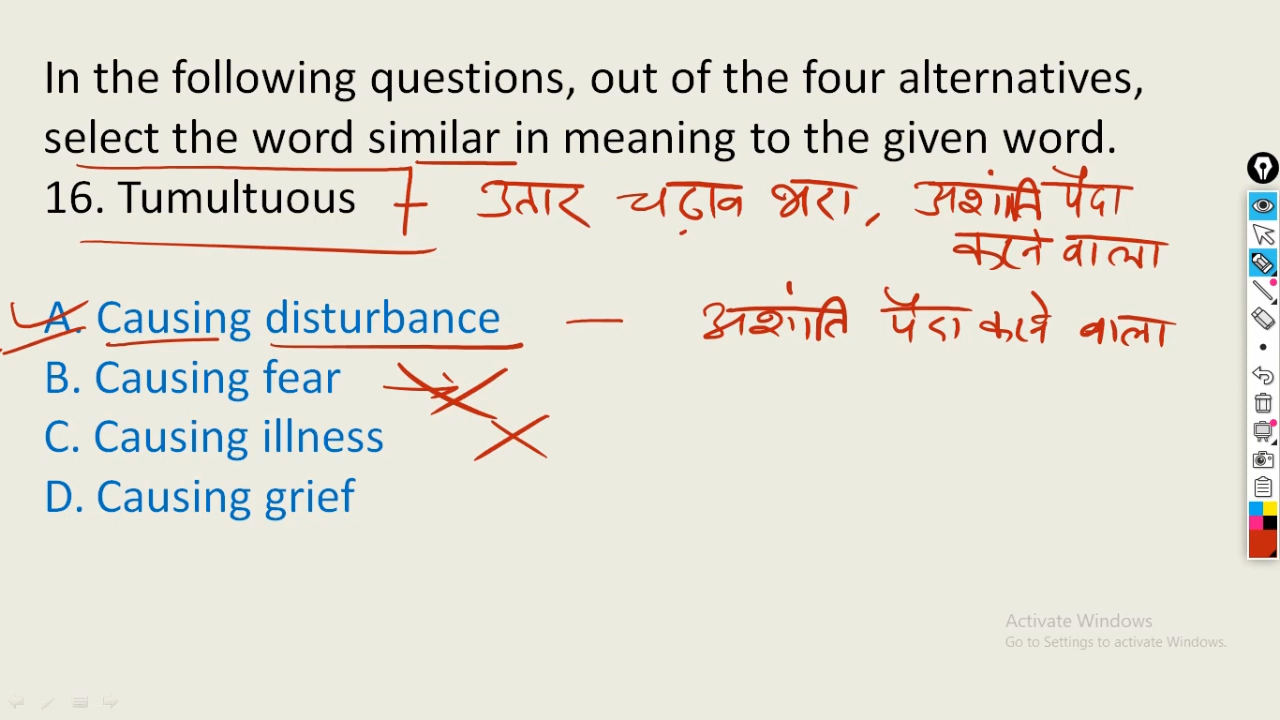 In the following questions, out of the four alternatives,
select the word similar in meaning to the given word.
16. Tumultuous - उतार चढ़ाव भरा, अशांति पैदा
करने वाला
A. Causing disturbance — अशांति पैदा करने वाला
B. Causing fear
C. Causing illness
D. Causing grief
Activate Windows
Go to Settings to activate Windows.